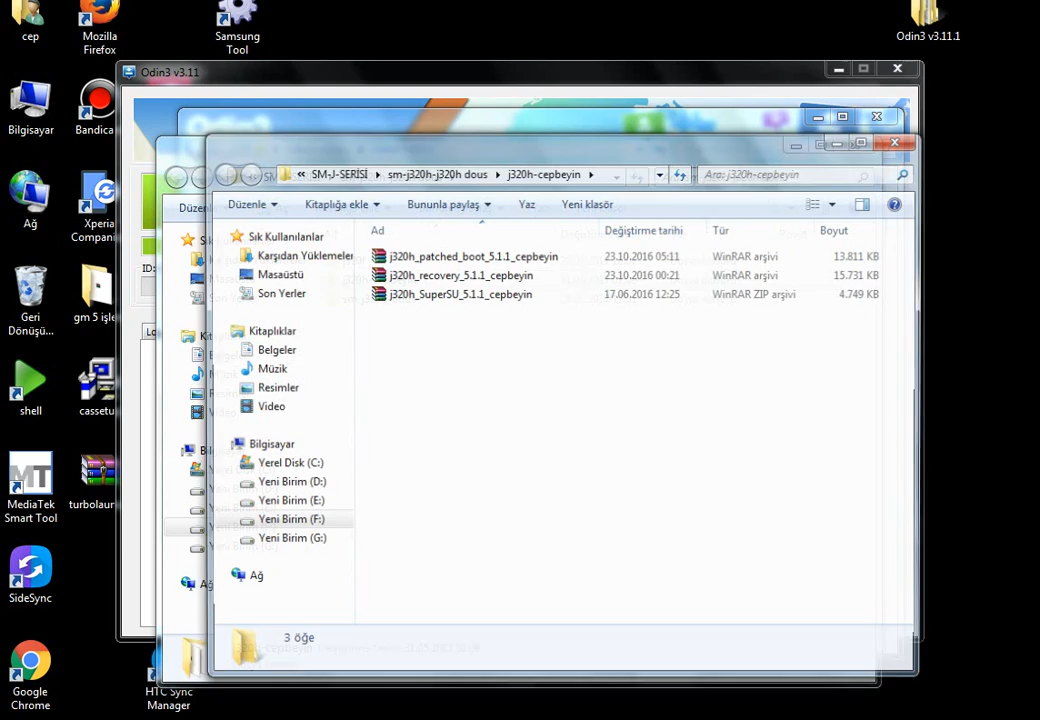 cep
Mozilla
Firefox
Samsung
Tool
Odin3 v3.11.1
Odin3 v3.11
Bilgisayar
Bandica
« SM-J-SERİSİ ▸ sm-j320h-j320h dous ▸ j320h-cepbeyin ▸
Ara: j320h-cepbeyin
Düzenle
Düzenle
Kitaplığa ekle
Bununla paylaş
Yaz
Yeni klasör
Ağ
Xperia
Compani
Sık Kullanılanlar
Karşıdan Yüklemeler
Masaüstü
Son Yerler
Ad
Değiştirme tarihi
Tür
Boyut
j320h_patched_boot_5.1.1_cepbeyin
23.10.2016 05:11
WinRAR arşivi
13.811 KB
j320h_recovery_5.1.1_cepbeyin
23.10.2016 00:21
WinRAR arşivi
15.731 KB
j320h_SuperSU_5.1.1_cepbeyin
17.06.2016 12:25
WinRAR ZIP arşivi
4.749 KB
ID:
Geri
Dönüşü...
gm 5 işle
Lo
Kitaplıklar
Belgeler
Müzik
Resimler
Video
shell
cassetu
Bilgisayar
Yerel Disk (C:)
Yeni Birim (D:)
Yeni Birim (E:)
Yeni Birim (F:)
Yeni Birim (G:)
MediaTek
Smart Tool
turbolaur
Ağ
SideSync
3 öğe
Google
Chrome
HTC Sync
Manager